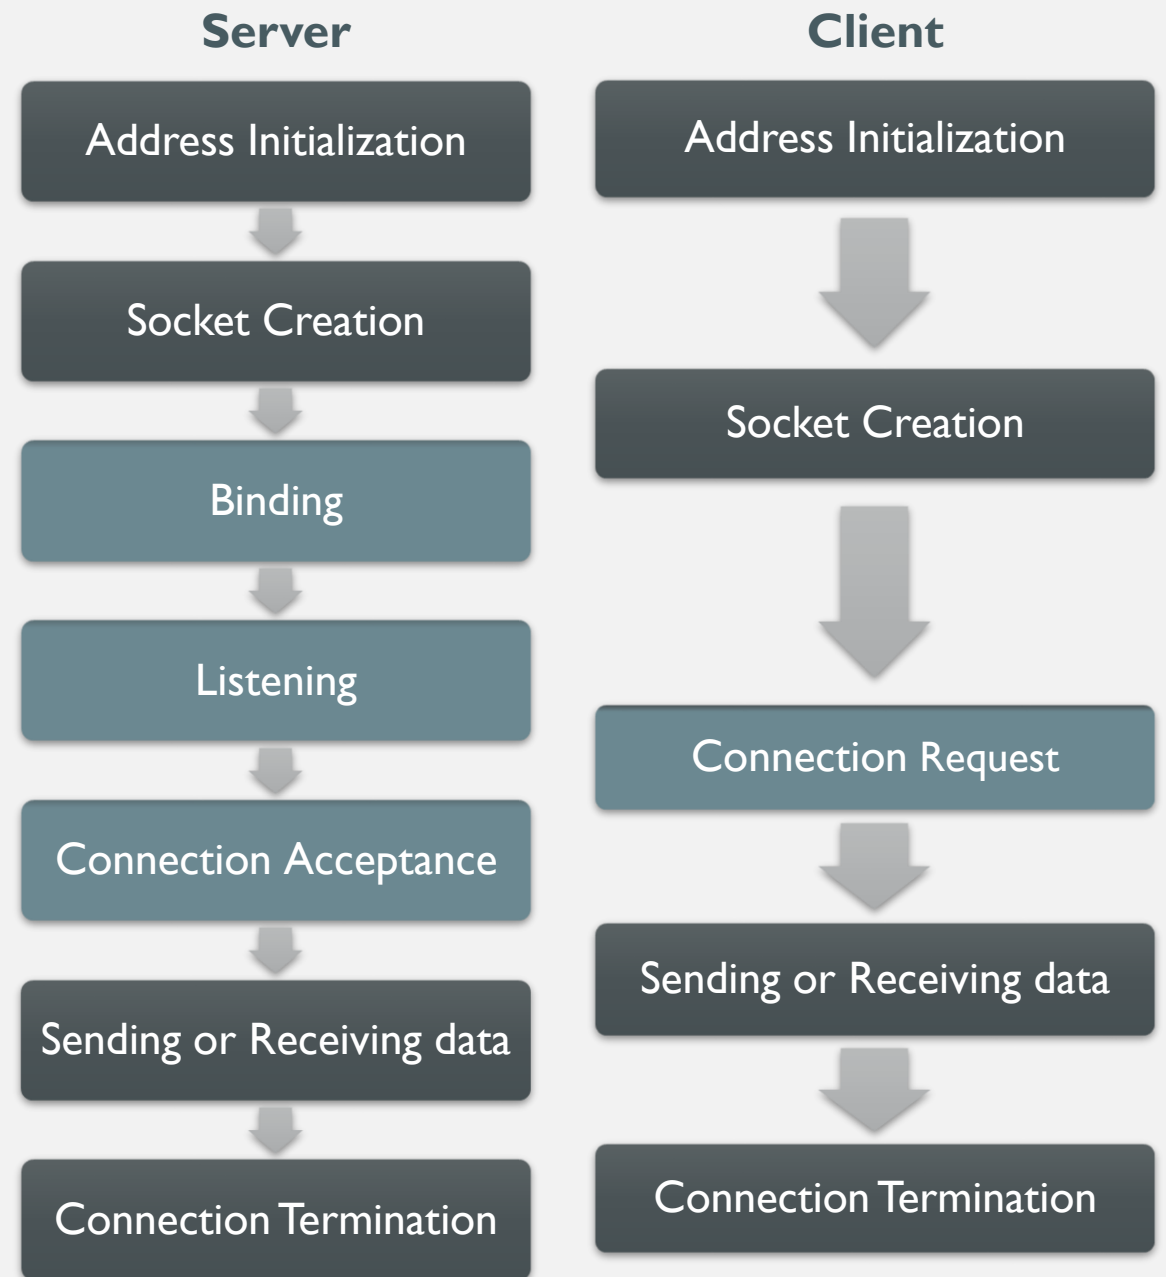 Server
Address Initialization
Socket Creation
Binding
Listening
Connection Acceptance
Sending or Receiving data
Connection Termination
Client
Address Initialization
Socket Creation
Connection Request
Sending or Receiving data
Connection Termination